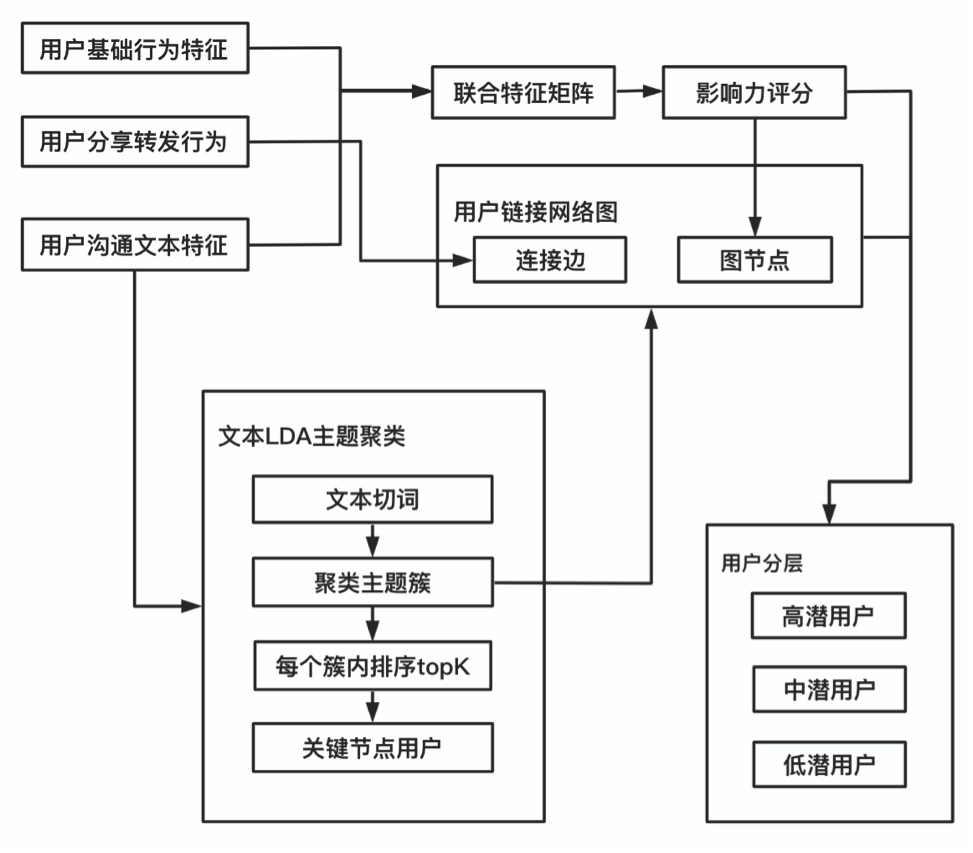 用户基础行为特征
用户分享转发行为
用户沟通文本特征
联合特征矩阵
影响力评分
用户链接网络图
连接边
图节点
文本LDA主题聚类
文本切词
聚类主题簇
每个簇内排序topK
关键节点用户
用户分层
高潜用户
中潜用户
低潜用户